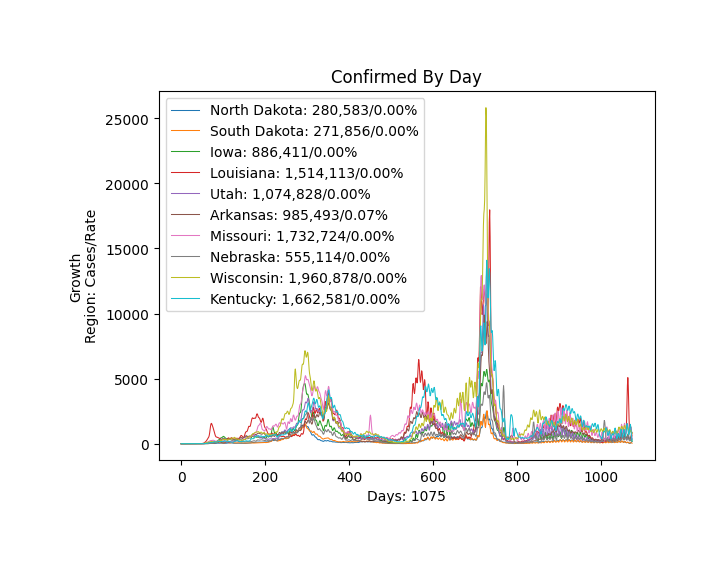 Confirmed By Day
Growth
Region: Cases/Rate
25000
20000
15000
10000
5000
0
North Dakota: 280,583/0.00%
South Dakota: 271,856/0.00%
Iowa: 886,411/0.00%
Louisiana: 1,514,113/0.00%
Utah: 1,074,828/0.00%
Arkansas: 985,493/0.07%
Missouri: 1,732,724/0.00%
Nebraska: 555,114/0.00%
Wisconsin: 1,960,878/0.00%
Kentucky: 1,662,581/0.00%
0 200 400 600 800 1000
Days: 1075